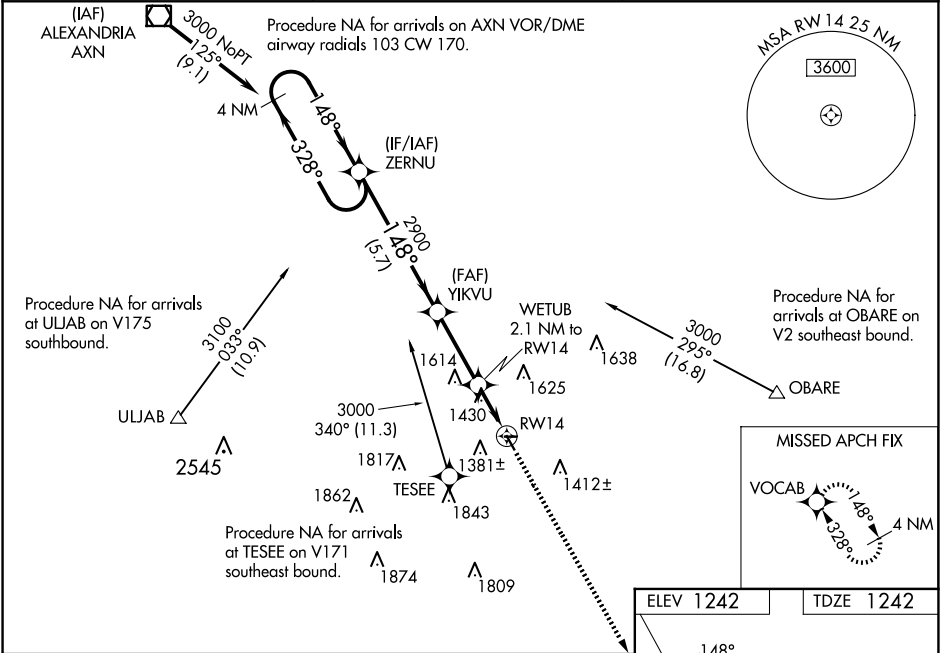 (IAF)
ALEXANDRIA
AXN
3000 NoPT
125°
(9.1)
Procedure NA for arrivals on AXN VOR/DME
airway radials 103 CW 170.
MSA RW 14 25 NM
3600
4 NM
148°
328°
(IF/IAF)
ZERNU
2900
148°
(5.7)
(FAF)
YIKVU
WETUB
2.1 NM to
RW14
Procedure NA for arrivals
at ULJAB on V175
southbound.
3100
033°
(10.9)
ULJAB
2545
Procedure NA for
arrivals at OBARE on
V2 southeast bound.
3000
295°
(16.8)
OBARE
1638
1614
1625
1430
RW14
3000
340° (11.3)
1817
1381±
1412±
TESEE
1862
1843
Procedure NA for arrivals
at TESEE on V171
southeast bound.
1874
1809
MISSED APCH FIX
VOCAB
148°
328°
4 NM
ELEV 1242
TDZE 1242
148°